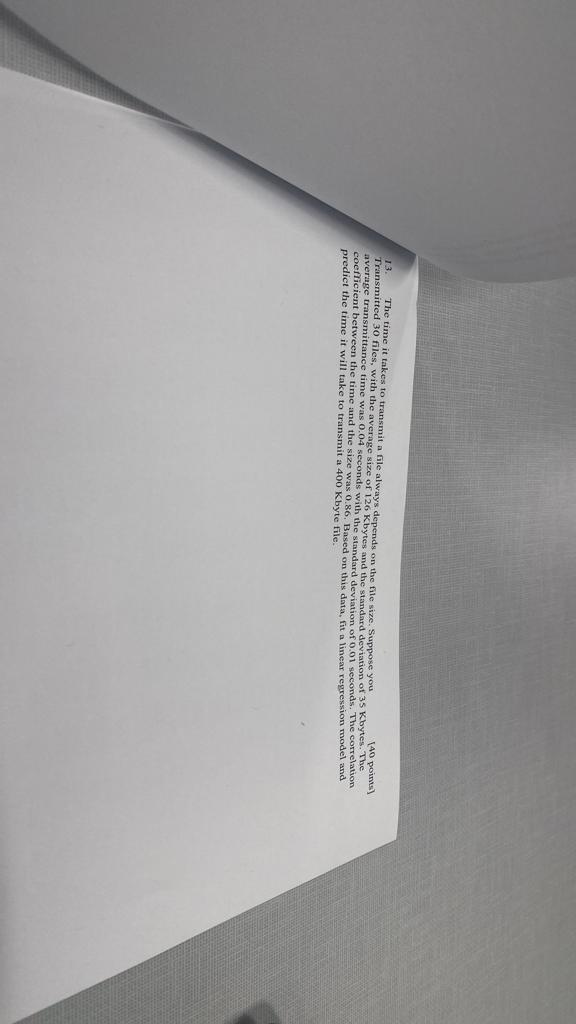 13. The time it takes to transmit a file always depends on the file size. Suppose you [40 points]
Transmitted 30 files, with the average size of 126 Kbytes and the standard deviation of 35 Kbytes. The
average transmittance time was 0.04 seconds with the standard deviation of 0.01 seconds. The correlation
coefficient between the time and the size was 0.86. Based on this data, fit a linear regression model and
predict the time it will take to transmit a 400 Kbyte file.